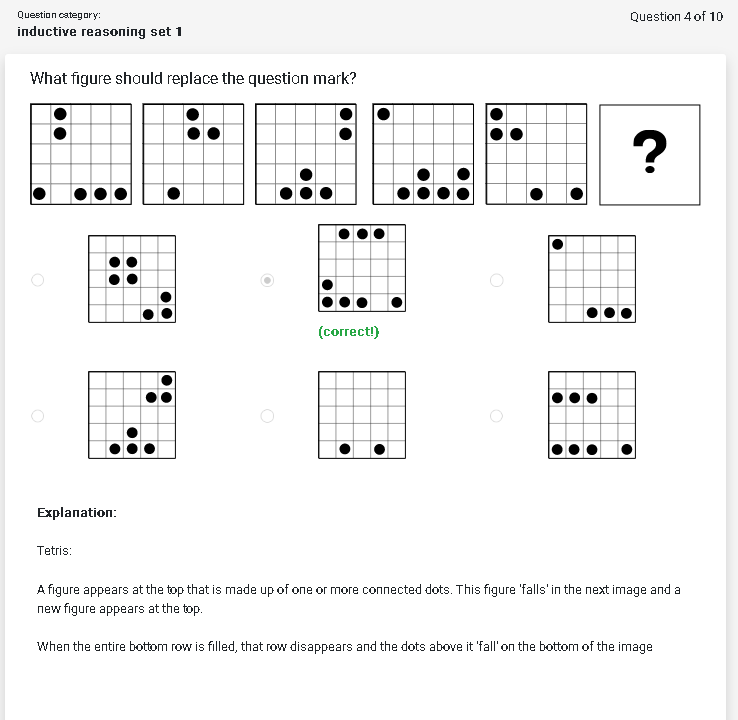 Question category:
Question 4 of 10
inductive reasoning set 1
What figure should replace the question mark?
?
(correct!)
Explanation:
Tetris:
A figure appears at the top that is made up of one or more connected dots. This figure 'falls' in the next image and a
new figure appears at the top.
When the entire bottom row is filled, that row disappears and the dots above it 'fall' on the bottom of the image